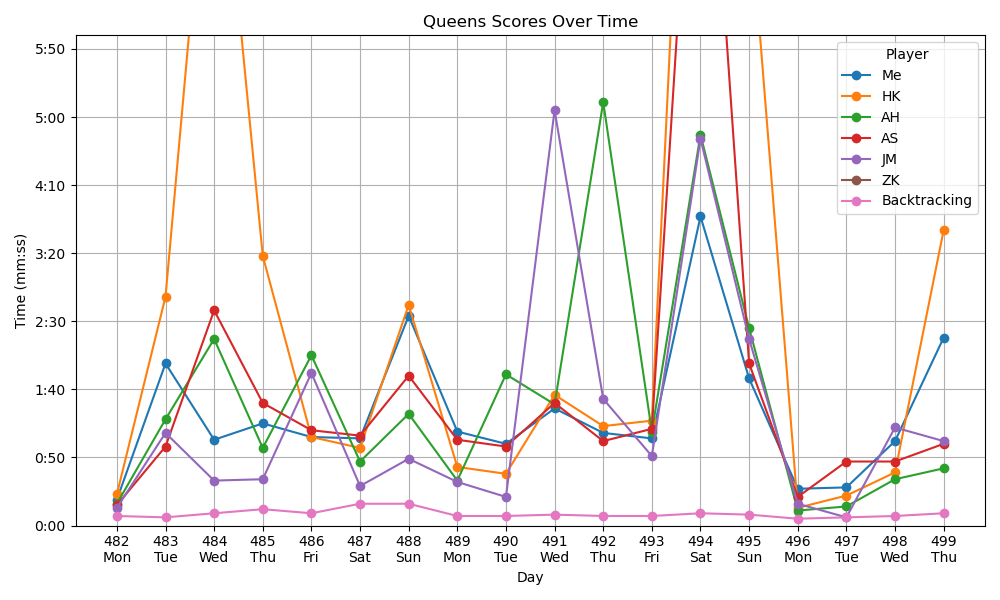 Queens Scores Over Time
Time (mm:ss)
5:50
5:00
4:10
3:20
2:30
1:40
0:50
0:00
Player
Me
HK
AH
AS
JM
ZK
Backtracking
482 483 484 485 486 487 488 489 490 491 492 493 494 495 496 497 498 499
Mon Tue Wed Thu Fri Sat Sun Mon Tue Wed Thu Fri Sat Sun Mon Tue Wed Thu
Day